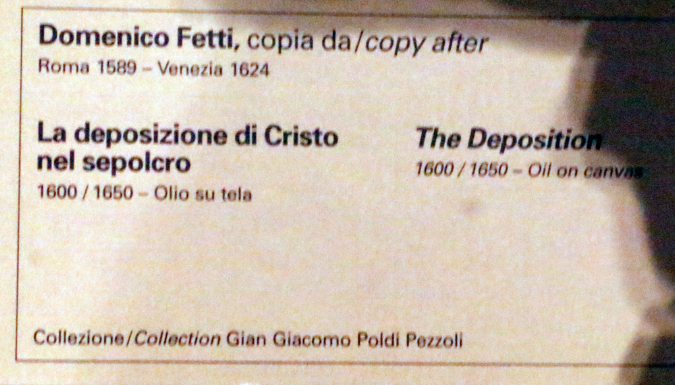 Domenico Fetti, copia da/copy after
Roma 1589 – Venezia 1624
La deposizione di Cristo
nel sepolcro
1600 / 1650 – Olio su tela
The Deposition
1600 / 1650 – Oil on canvas
Collezione/Collection Gian Giacomo Poldi Pezzoli